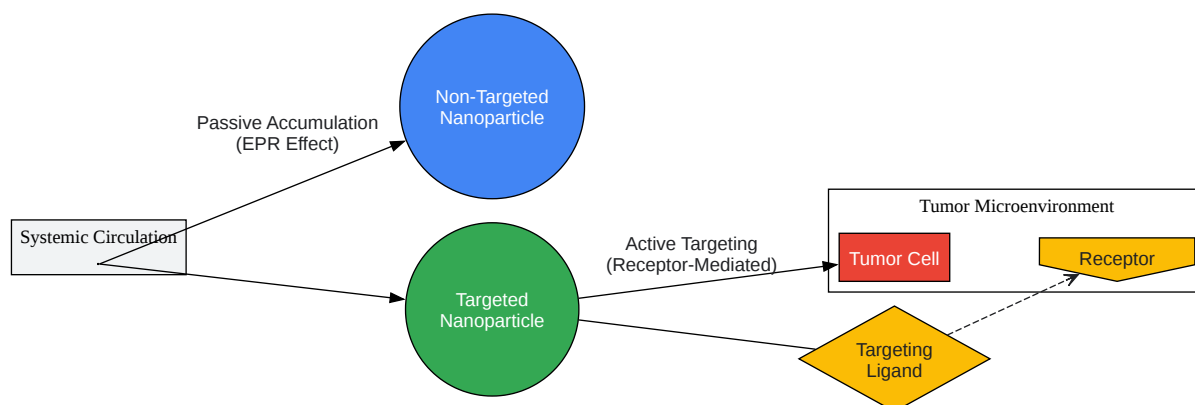 Non-Targeted
Nanoparticle
Passive Accumulation
(EPR Effect)
Systemic Circulation
Tumor Microenvironment
Active Targeting
(Receptor-Mediated)
Tumor Cell
Receptor
Targeted
Nanoparticle
Targeting
Ligand